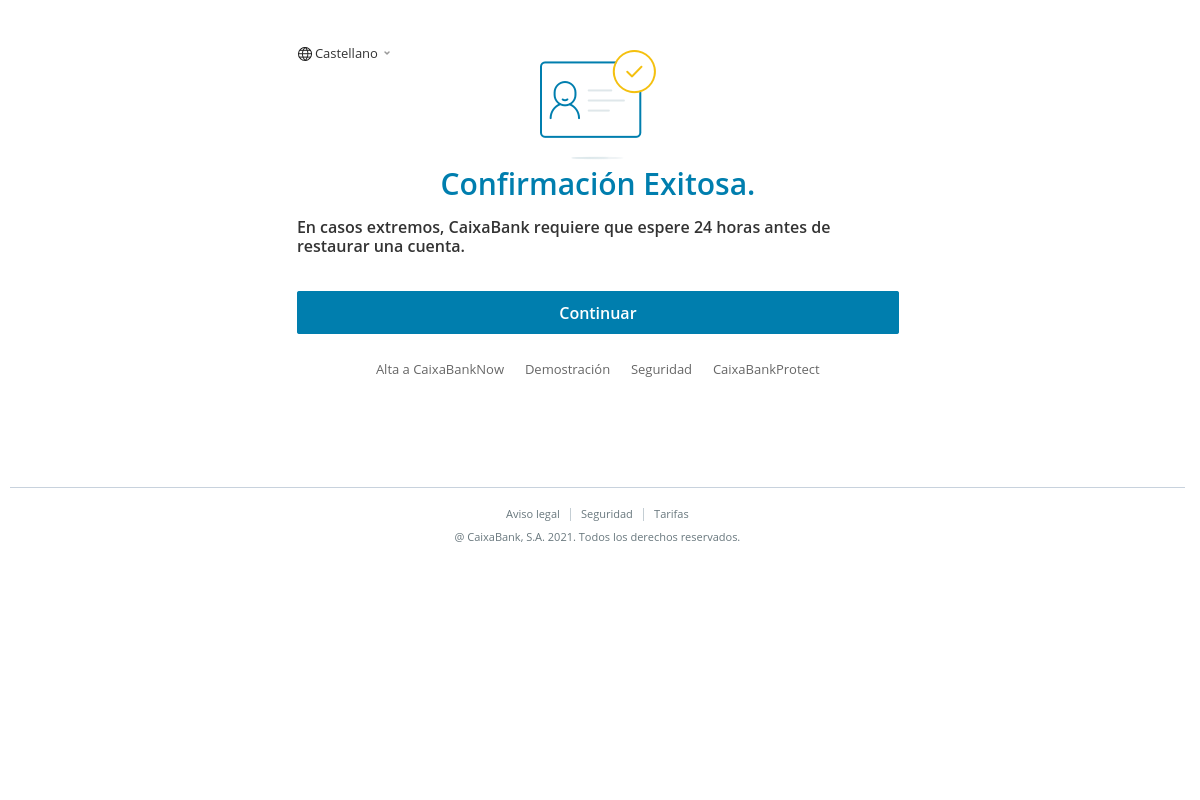 Castellano
Confirmación Exitosa.
En casos extremos, CaixaBank requiere que espere 24 horas antes de
restaurar una cuenta.
Continuar
Alta a CaixaBankNow Demostración Seguridad CaixaBankProtect
Aviso legal Seguridad Tarifas
@ CaixaBank, S.A. 2021. Todos los derechos reservados.